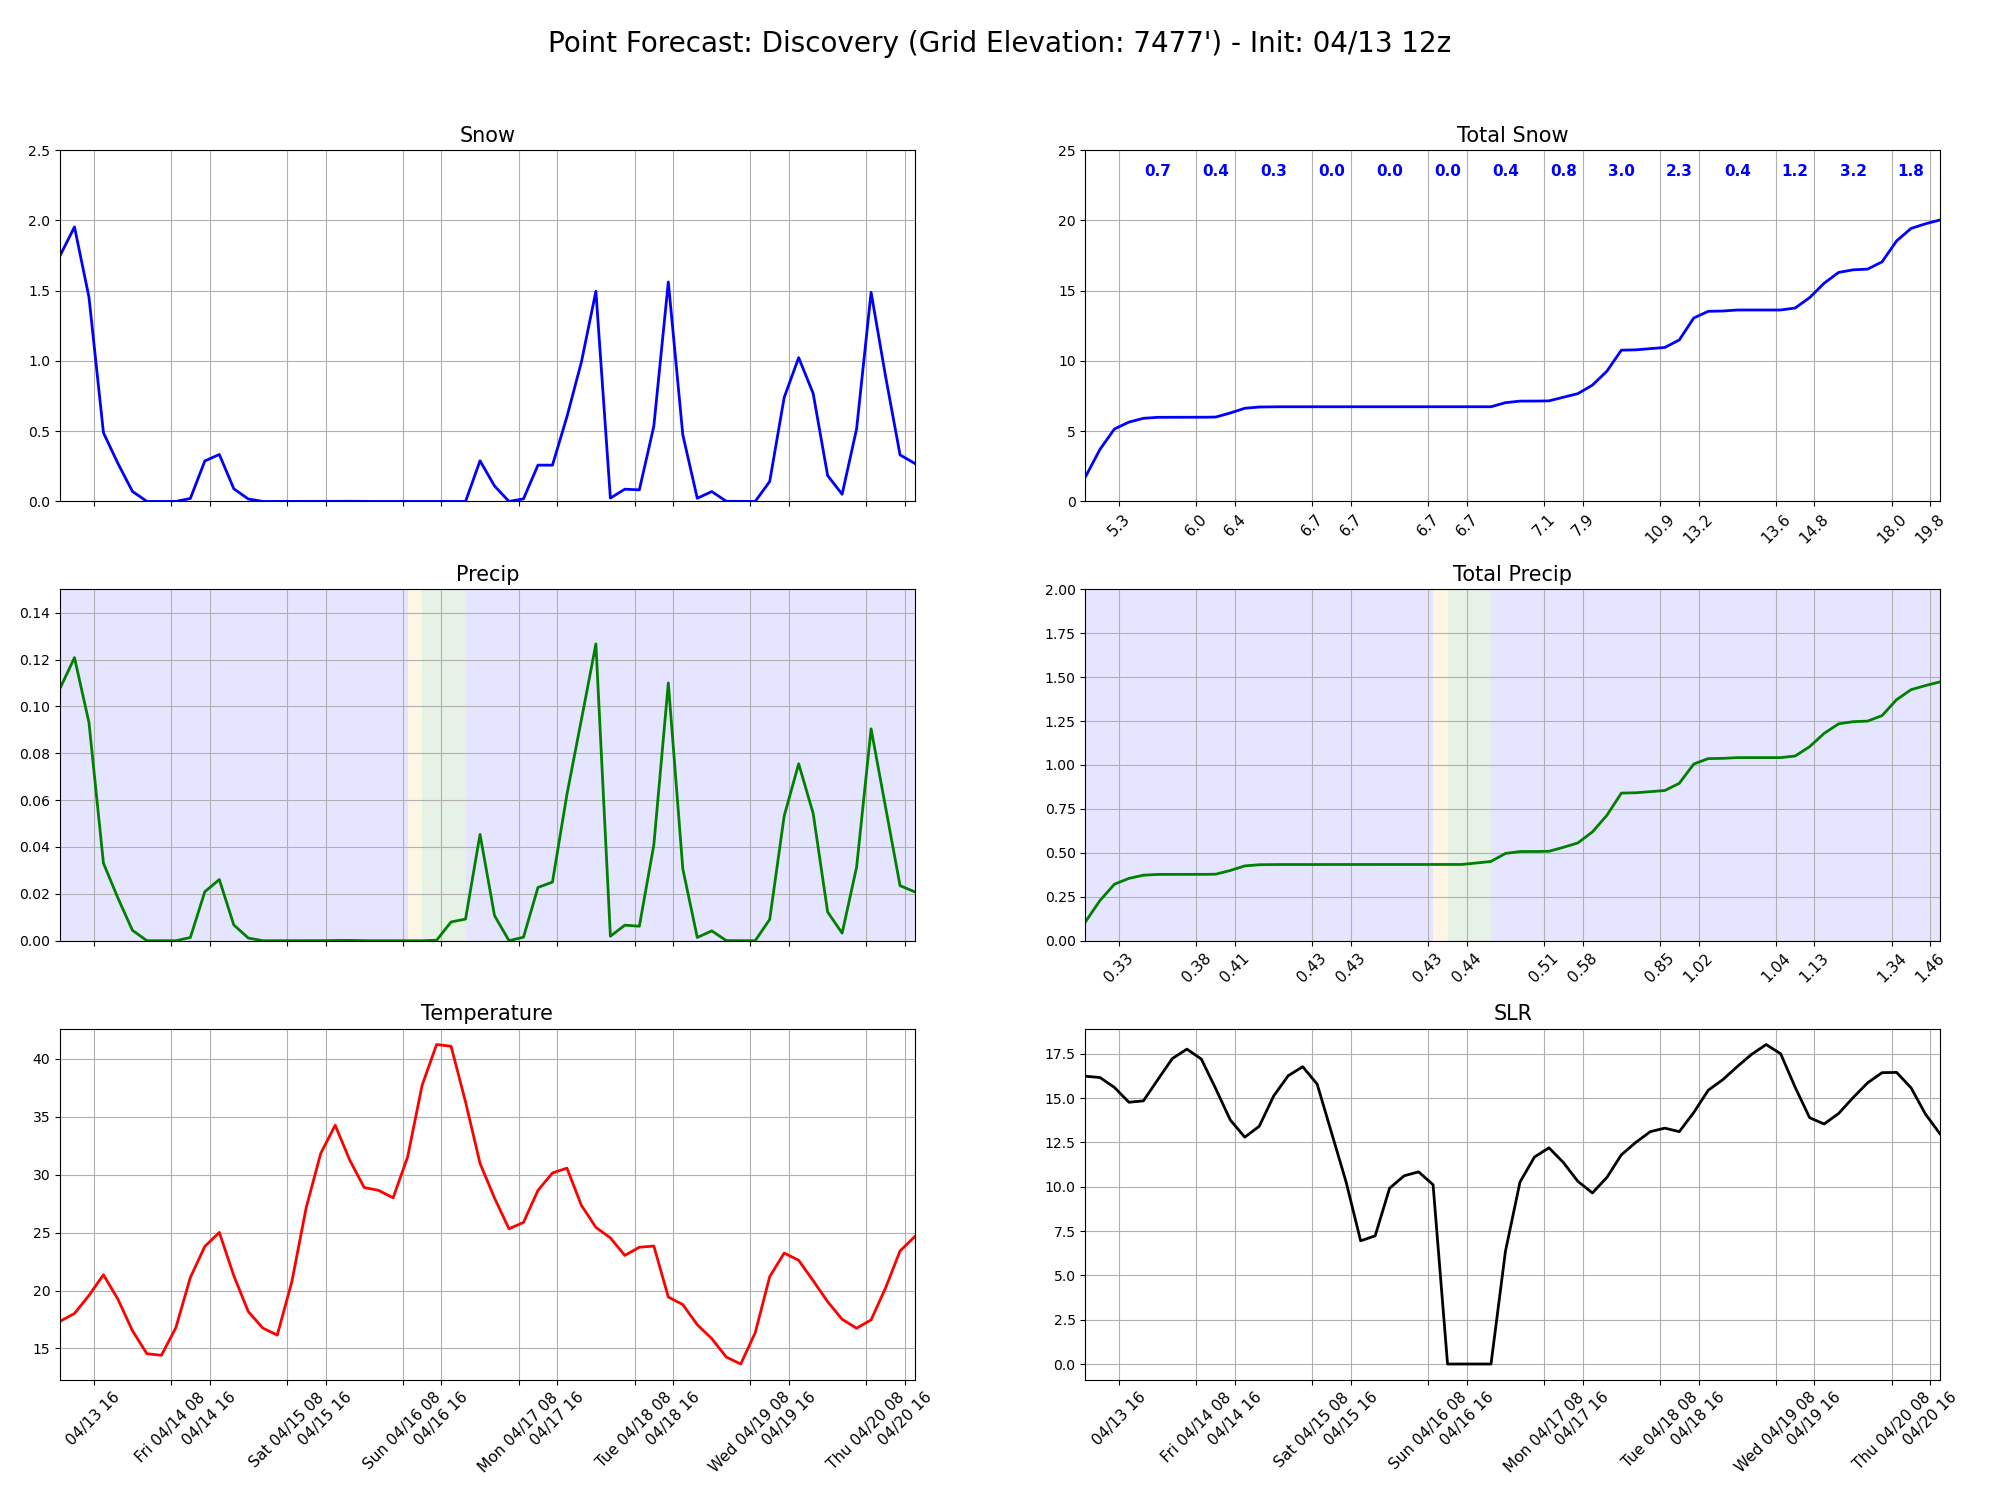 Point Forecast: Discovery (Grid Elevation: 7477') - Init: 04/13 12z
Snow
2.5
2.0
1.5
1.0
0.5
0.0
Total Snow
25
20
15
10
5
0
0.7 0.4 0.3 0.0 0.0 0.0 0.4 0.8 3.0 2.3 0.4 1.2 3.2 1.8
5.3 6.0 6.4 6.7 6.7 6.7 6.7 7.1 7.9 10.9 13.2 13.6 14.8 18.0 19.8
Precip
0.14
0.12
0.10
0.08
0.06
0.04
0.02
0.00
Total Precip
2.00
1.75
1.50
1.25
1.00
0.75
0.50
0.25
0.00
0.33 0.38 0.41 0.43 0.43 0.43 0.44 0.51 0.58 0.85 1.02 1.04 1.13 1.34 1.46
Temperature
40
35
30
25
20
15
04/13 16
Fri 04/14 08
04/14 16
Sat 04/15 08
04/15 16
Sun 04/16 08
04/16 16
Mon 04/17 08
04/17 16
Tue 04/18 08
04/18 16
Wed 04/19 08
04/19 16
Thu 04/20 08
04/20 16
SLR
17.5
15.0
12.5
10.0
7.5
5.0
2.5
0.0
04/13 16
Fri 04/14 08
04/14 16
Sat 04/15 08
04/15 16
Sun 04/16 08
04/16 16
Mon 04/17 08
04/17 16
Tue 04/18 08
04/18 16
Wed 04/19 08
04/19 16
Thu 04/20 08
04/20 16